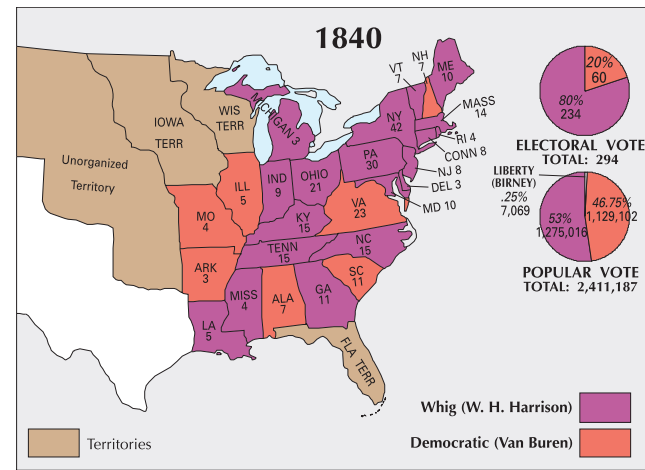 1840
NH
7
VT
7
ME
10
20%
60
80%
234
ELECTORAL VOTE
TOTAL: 294
MASS
14
NY
42
RI 4
CONN 8
NJ 8
DEL 3
MD 10
MICHIGAN 3
WIS
TERR
IOWA
TERR
Unorganized
Territory
PA
30
OHIO
21
IND
9
ILL
5
VA
23
MO
4
KY
15
NC
15
TENN
15
ARK
3
SC
11
MISS
4
ALA
7
GA
11
LA
5
FLA TERR
LIBERTY
(BIRNEY)
.25%
7,069
46.75%
1,129,102
53%
1,275,016
POPULAR VOTE
TOTAL: 2,411,187
Whig (W. H. Harrison)
Democratic (Van Buren)
Territories